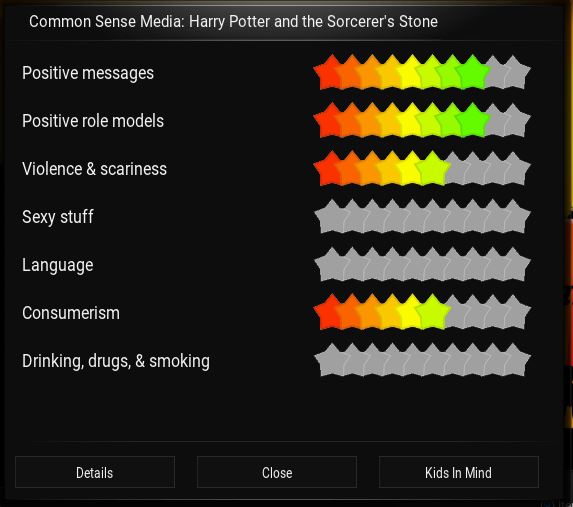 Common Sense Media: Harry Potter and the Sorcerer's Stone
Positive messages
Positive role models
Violence & scariness
Sexy stuff
Language
Consumerism
Drinking, drugs, & smoking
Details
Close
Kids In Mind